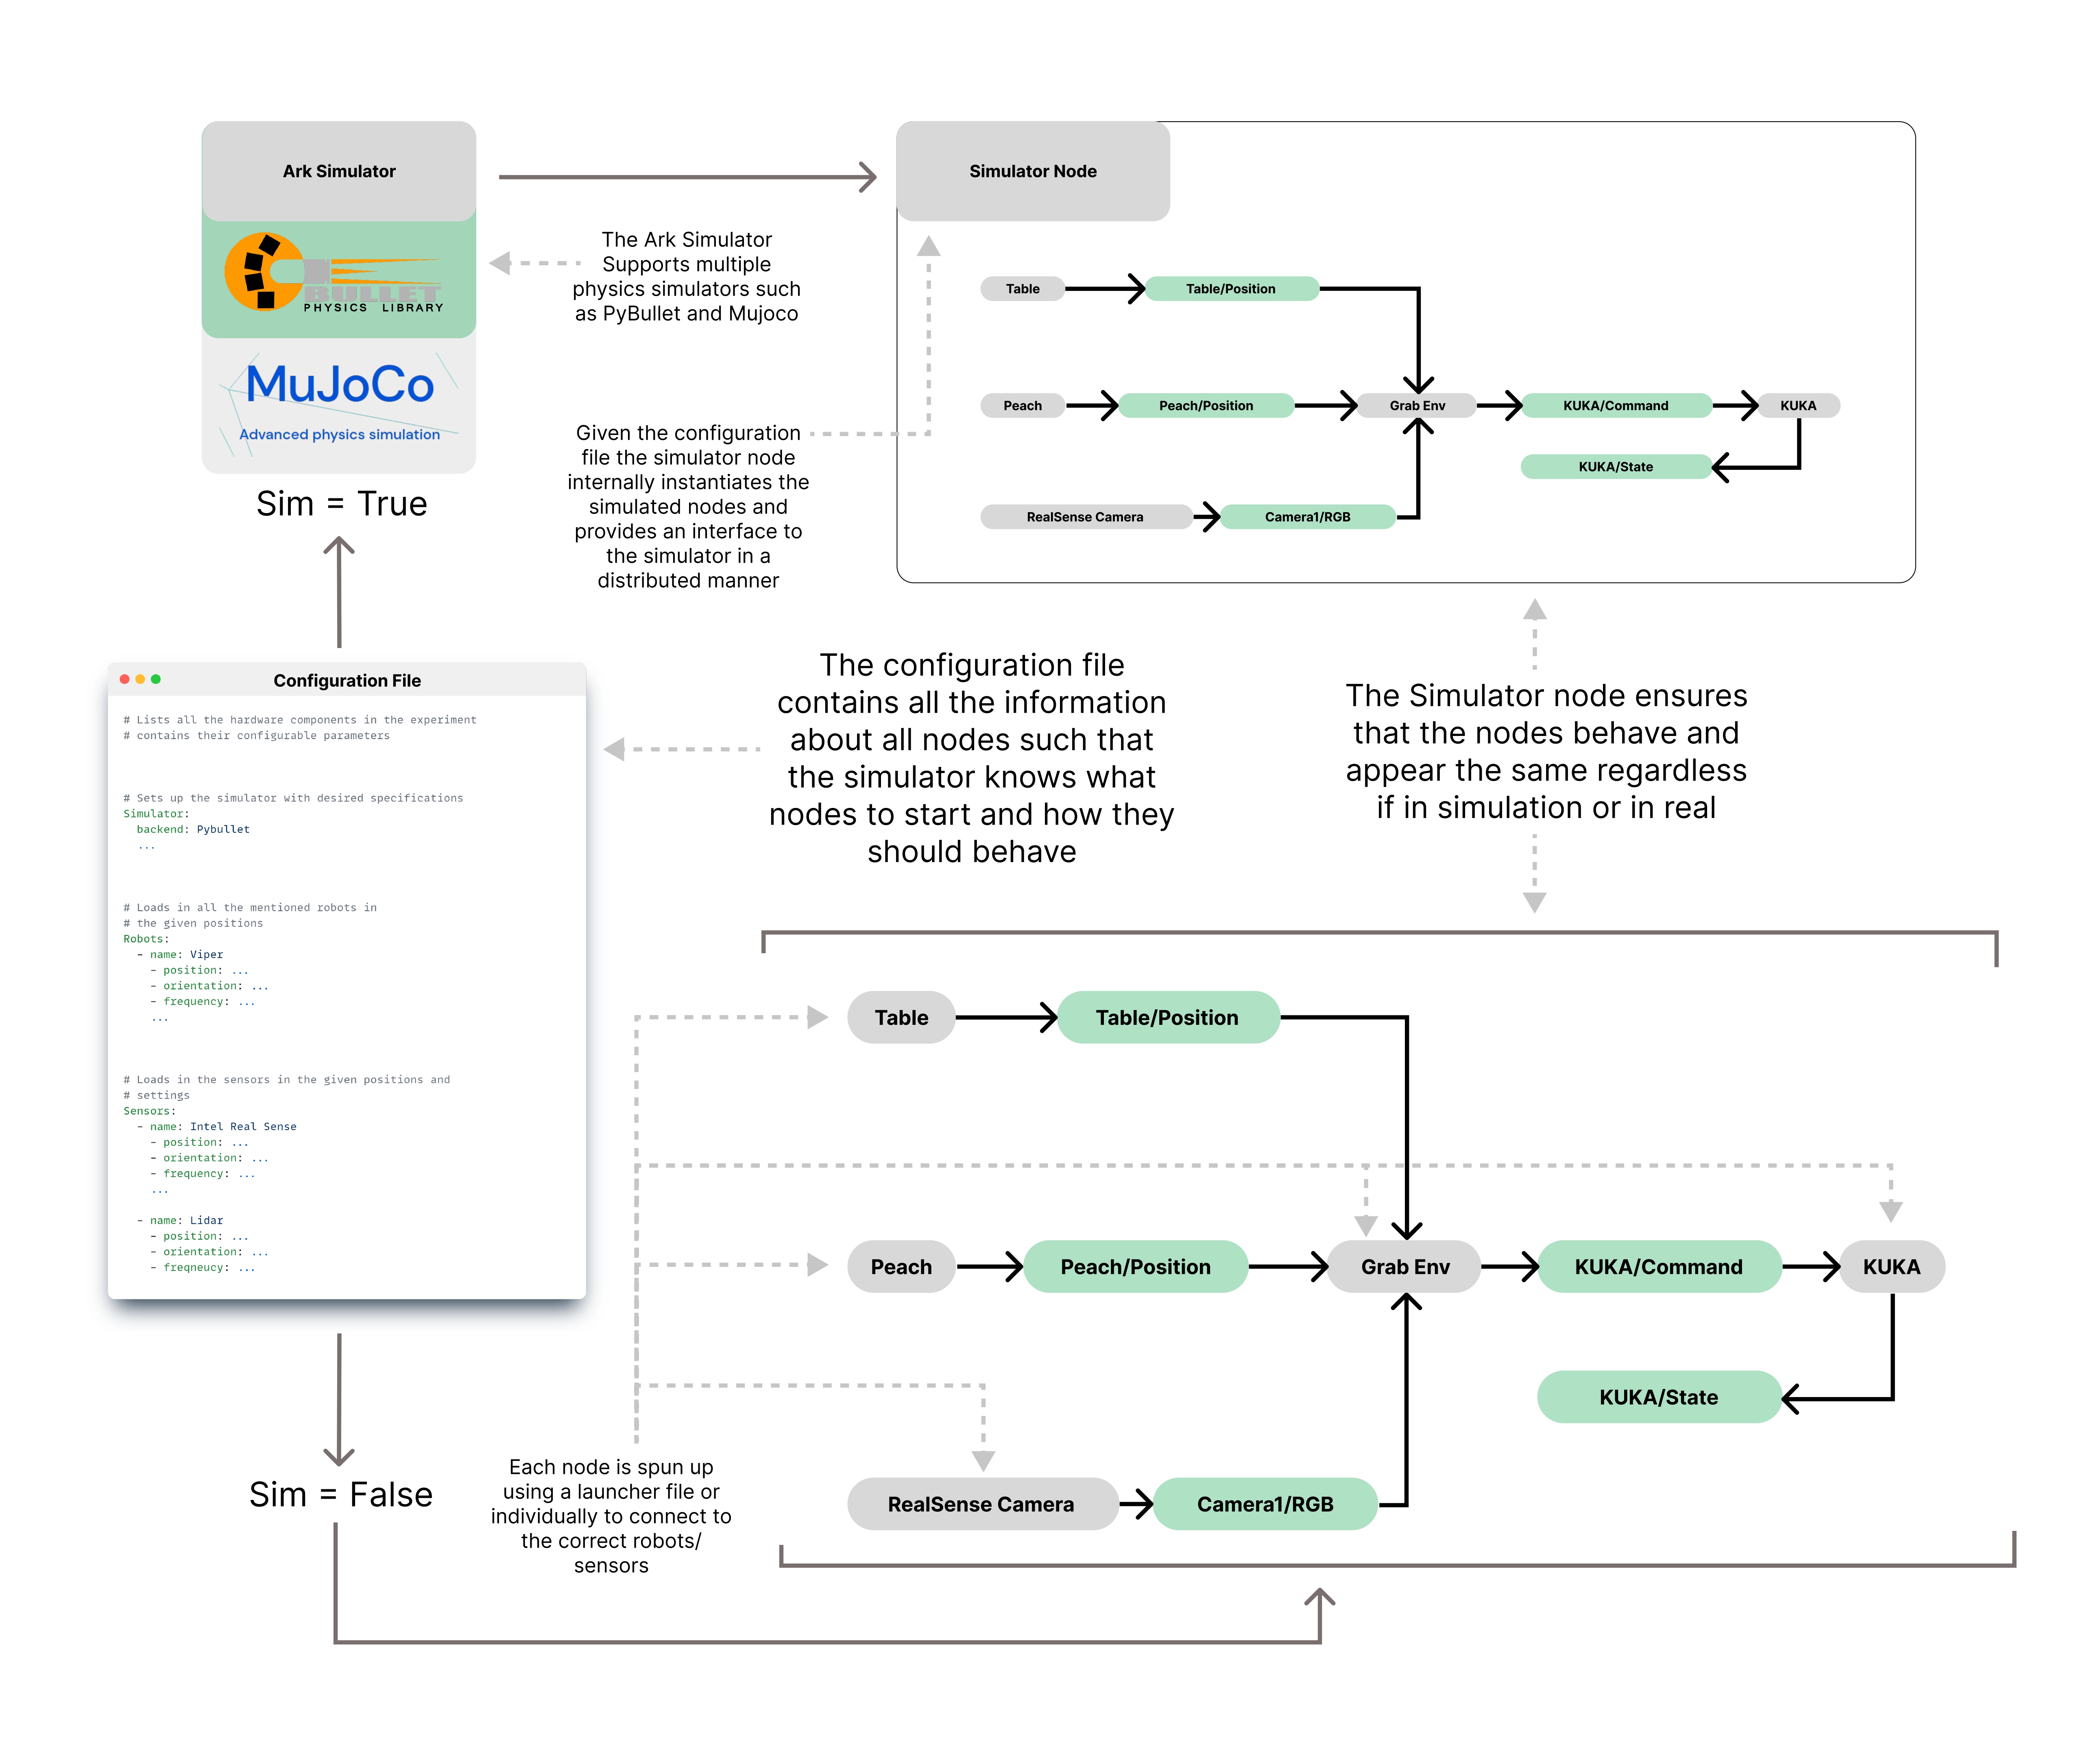 Ark Simulator
BULLET
PHYSICS LIBRARY
MuJoCo
Advanced physics simulation
Sim = True
The Ark Simulator
Supports multiple
physics simulators such
as PyBullet and Mujoco
Given the configuration
file the simulator node
internally instantiates the
simulated nodes and
provides an interface to
the simulator in a
distributed manner
Simulator Node
Table
Table/Position
Peach
Peach/Position
Grab Env
KUKA/Command
KUKA
KUKA/State
RealSense Camera
Camera1/RGB
Configuration File
# Lists all the hardware components in the experiment
# contains their configurable parameters
# Sets up the simulator with desired specifications
Simulator:
backend: Pybullet
...
# Loads in all the mentioned robots in
# the given positions
Robots:
- name: Viper
- position: ...
- orientation: ...
- frequency: ...
...
# Loads in the sensors in the given positions and
# settings
Sensors:
- name: Intel Real Sense
- position: ...
- orientation: ...
- frequency: ...
...
- name: Lidar
- position: ...
- orientation: ...
- freqneucy: ...
The configuration file
contains all the information
about all nodes such that
the simulator knows what
nodes to start and how they
should behave
The Simulator node ensures
that the nodes behave and
appear the same regardless
if in simulation or in real
Sim = False
Each node is spun up
using a launcher file or
individually to connect to
the correct robots/
sensors
Table
Table/Position
Peach
Peach/Position
Grab Env
KUKA/Command
KUKA
KUKA/State
RealSense Camera
Camera1/RGB